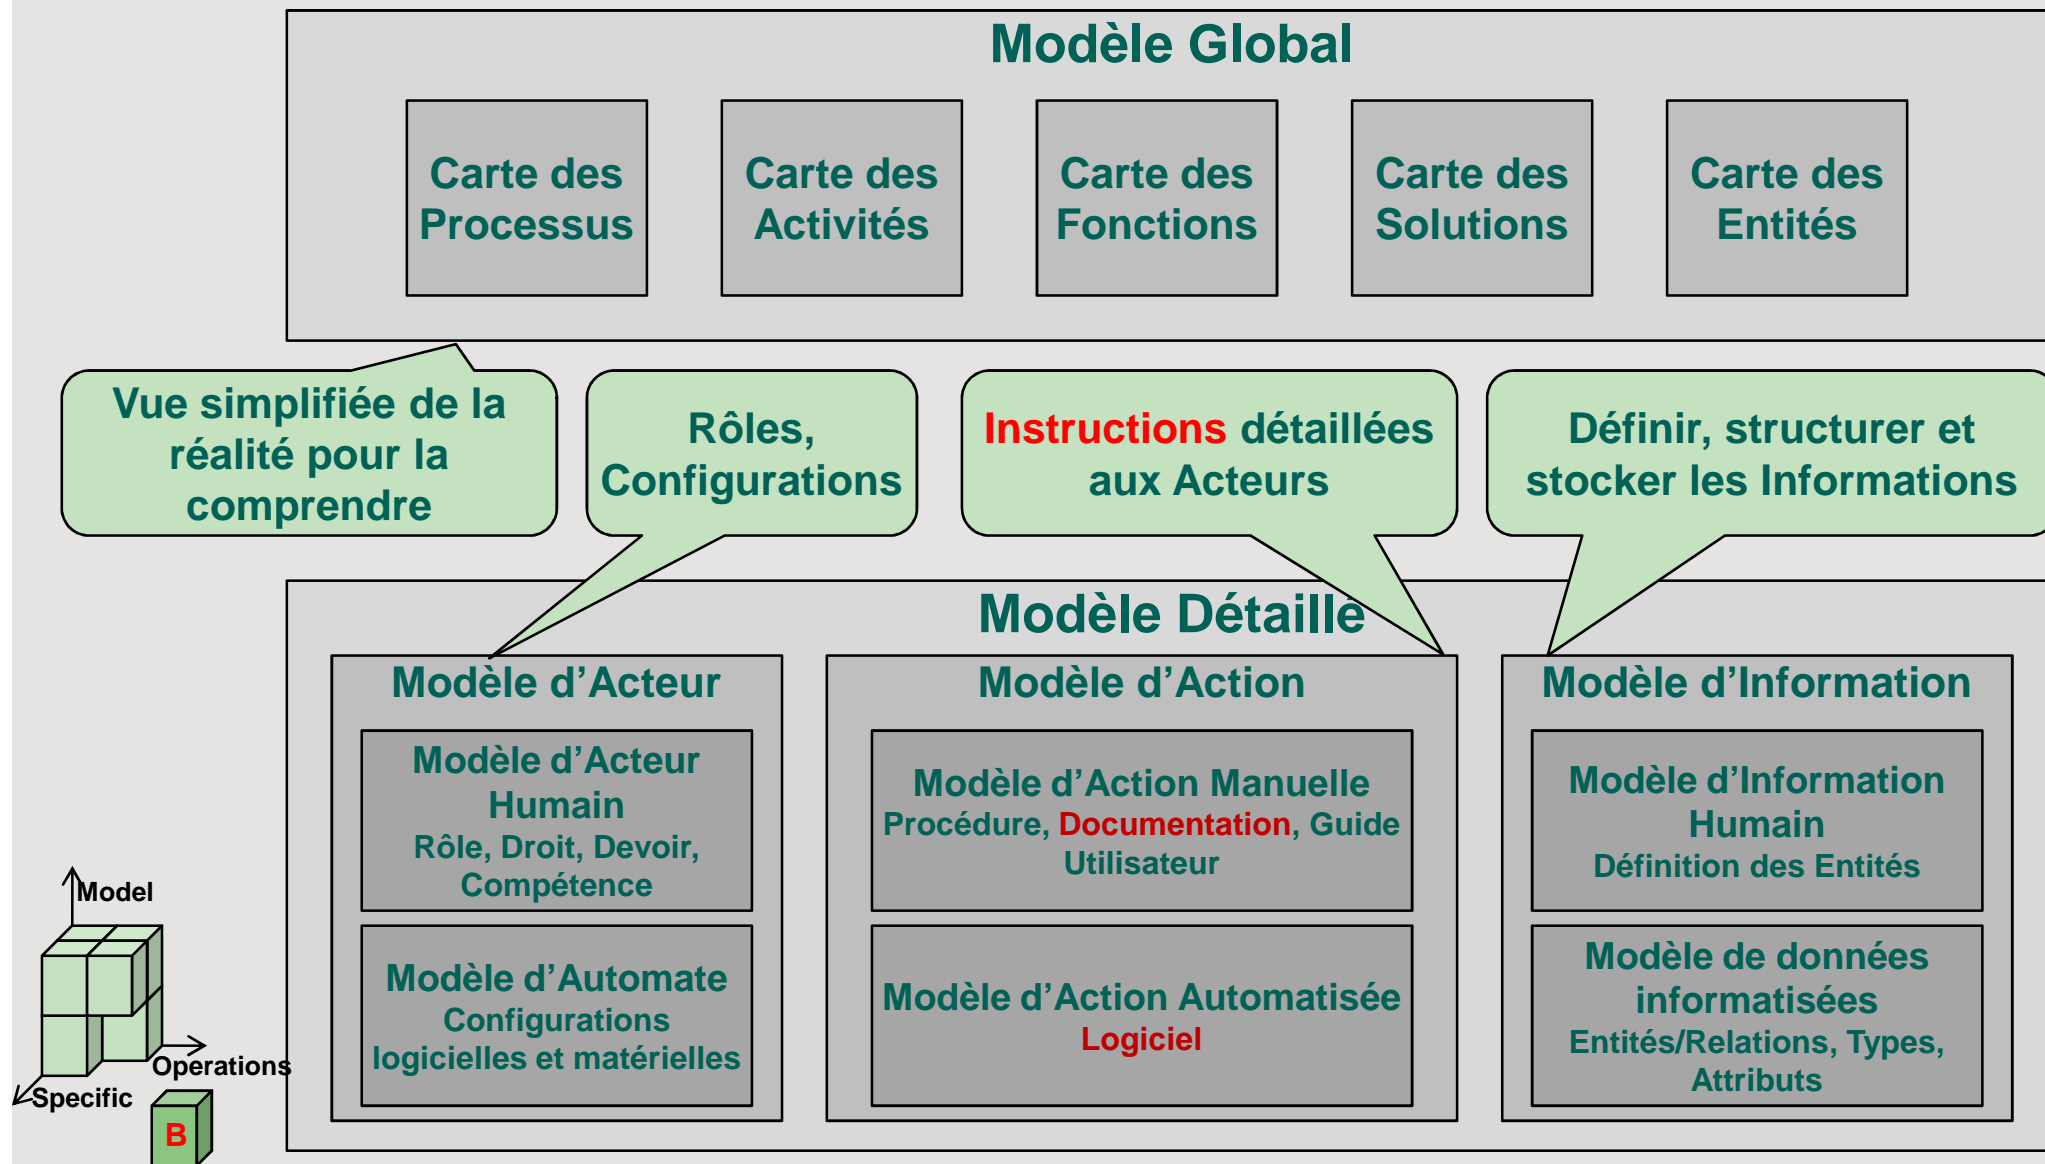 Modèle Global
Carte des
Processus
Carte des
Activités
Carte des
Fonctions
Carte des
Solutions
Carte des
Entités
Vue simplifiée de la
réalité pour la
comprendre
Rôles,
Configurations
Instructions détaillées
aux Acteurs
Définir, structurer et
stocker les Informations
Modèle Détaillé
Modèle d’Acteur
Modèle d’Acteur
Humain
Rôle, Droit, Devoir,
Compétence
Modèle d’Automate
Configurations
logicielles et matérielles
Modèle d’Action
Modèle d’Action Manuelle
Procédure, Documentation, Guide
Utilisateur
Modèle d’Action Automatisée
Logiciel
Modèle d’Information
Modèle d’Information
Humain
Définition des Entités
Modèle de données
informatisées
Entités/Relations, Types,
Attributs
Model
Operations
Specific
B